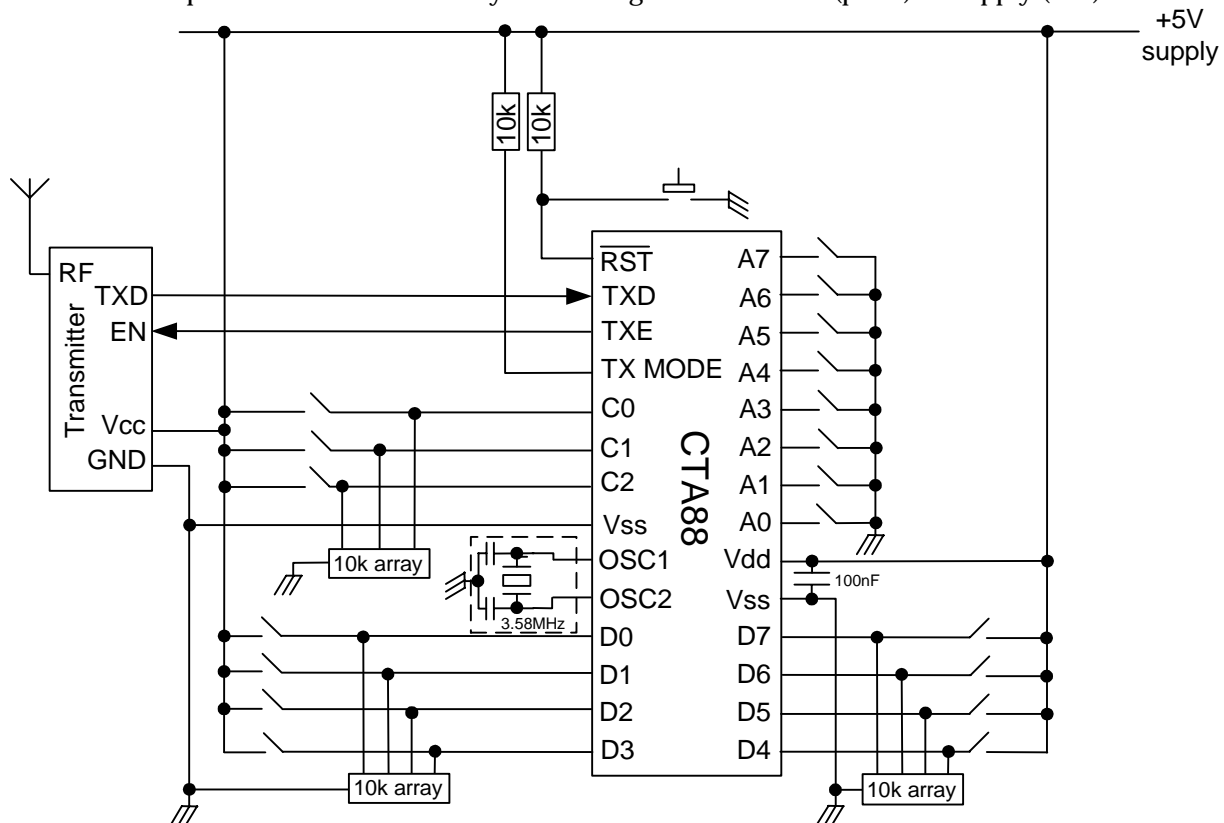 +5V
supply
10k
10k
RF
TXD
EN
Transmitter
Vcc
GND
RST
TXD
TXE
TX MODE
C0
C1
C2
Vss
OSC1
OSC2
D0
D1
D2
D3
CTA88
A7
A6
A5
A4
A3
A2
A1
A0
Vdd
Vss
D7
D6
D5
D4
10k array
3.58MHz
100nF
10k array
10k array